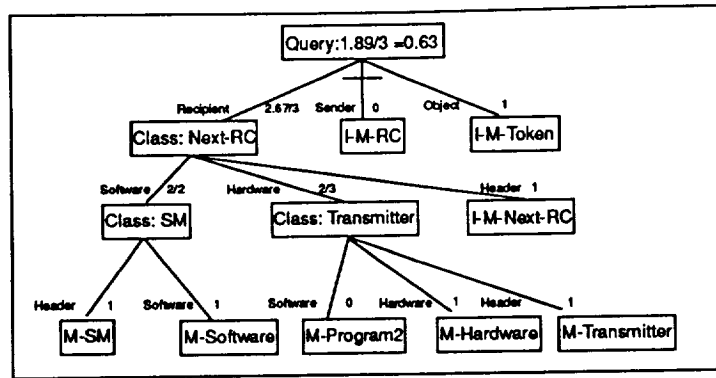 Query:1.89/3 =0.63
Recipient 2.67/3 Sender 0 Object 1
Class: Next-RC I-M-RC I-M-Token
Software 2/2 Hardware 2/3 Header 1
Class: SM Class: Transmitter I-M-Next-RC
Header 1 Software 1 Software 0 Hardware 1 Header 1
M-SM M-Software M-Program2 M-Hardware M-Transmitter